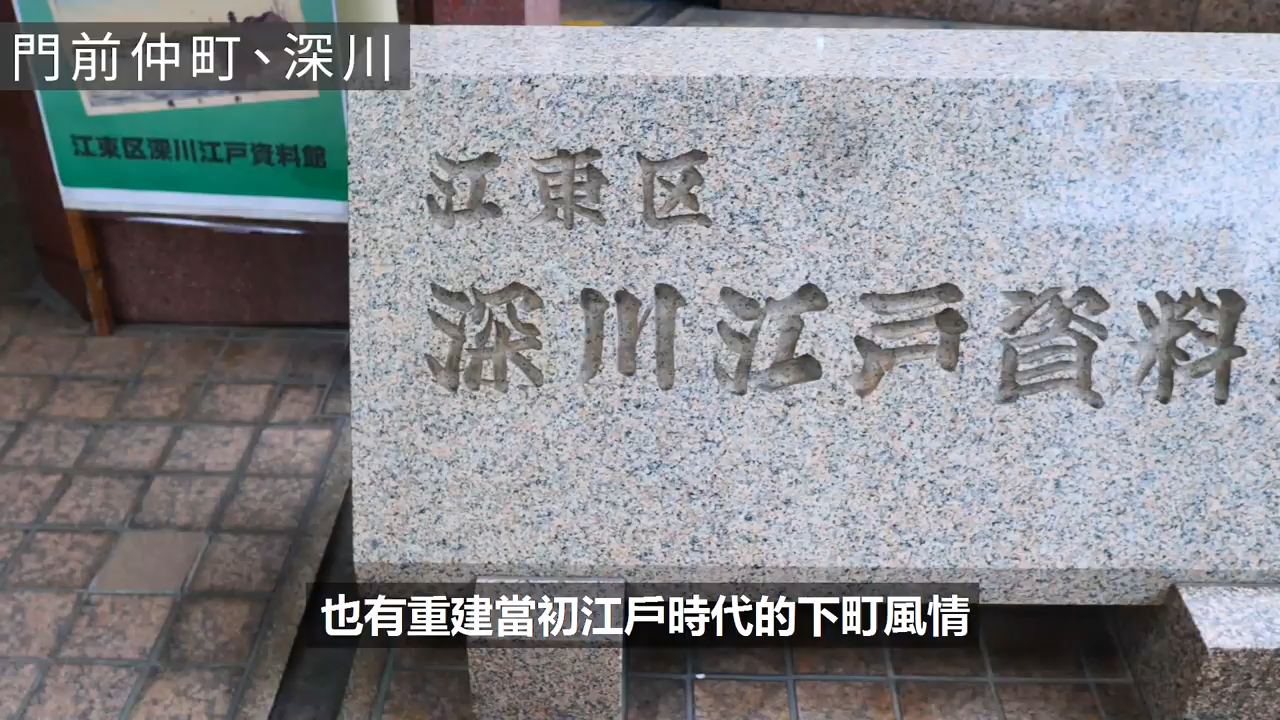 門前仲町、深川
江東区深川江戸資料館
江東区
深川江戸資料
也有重建當初江戶時代的下町風情